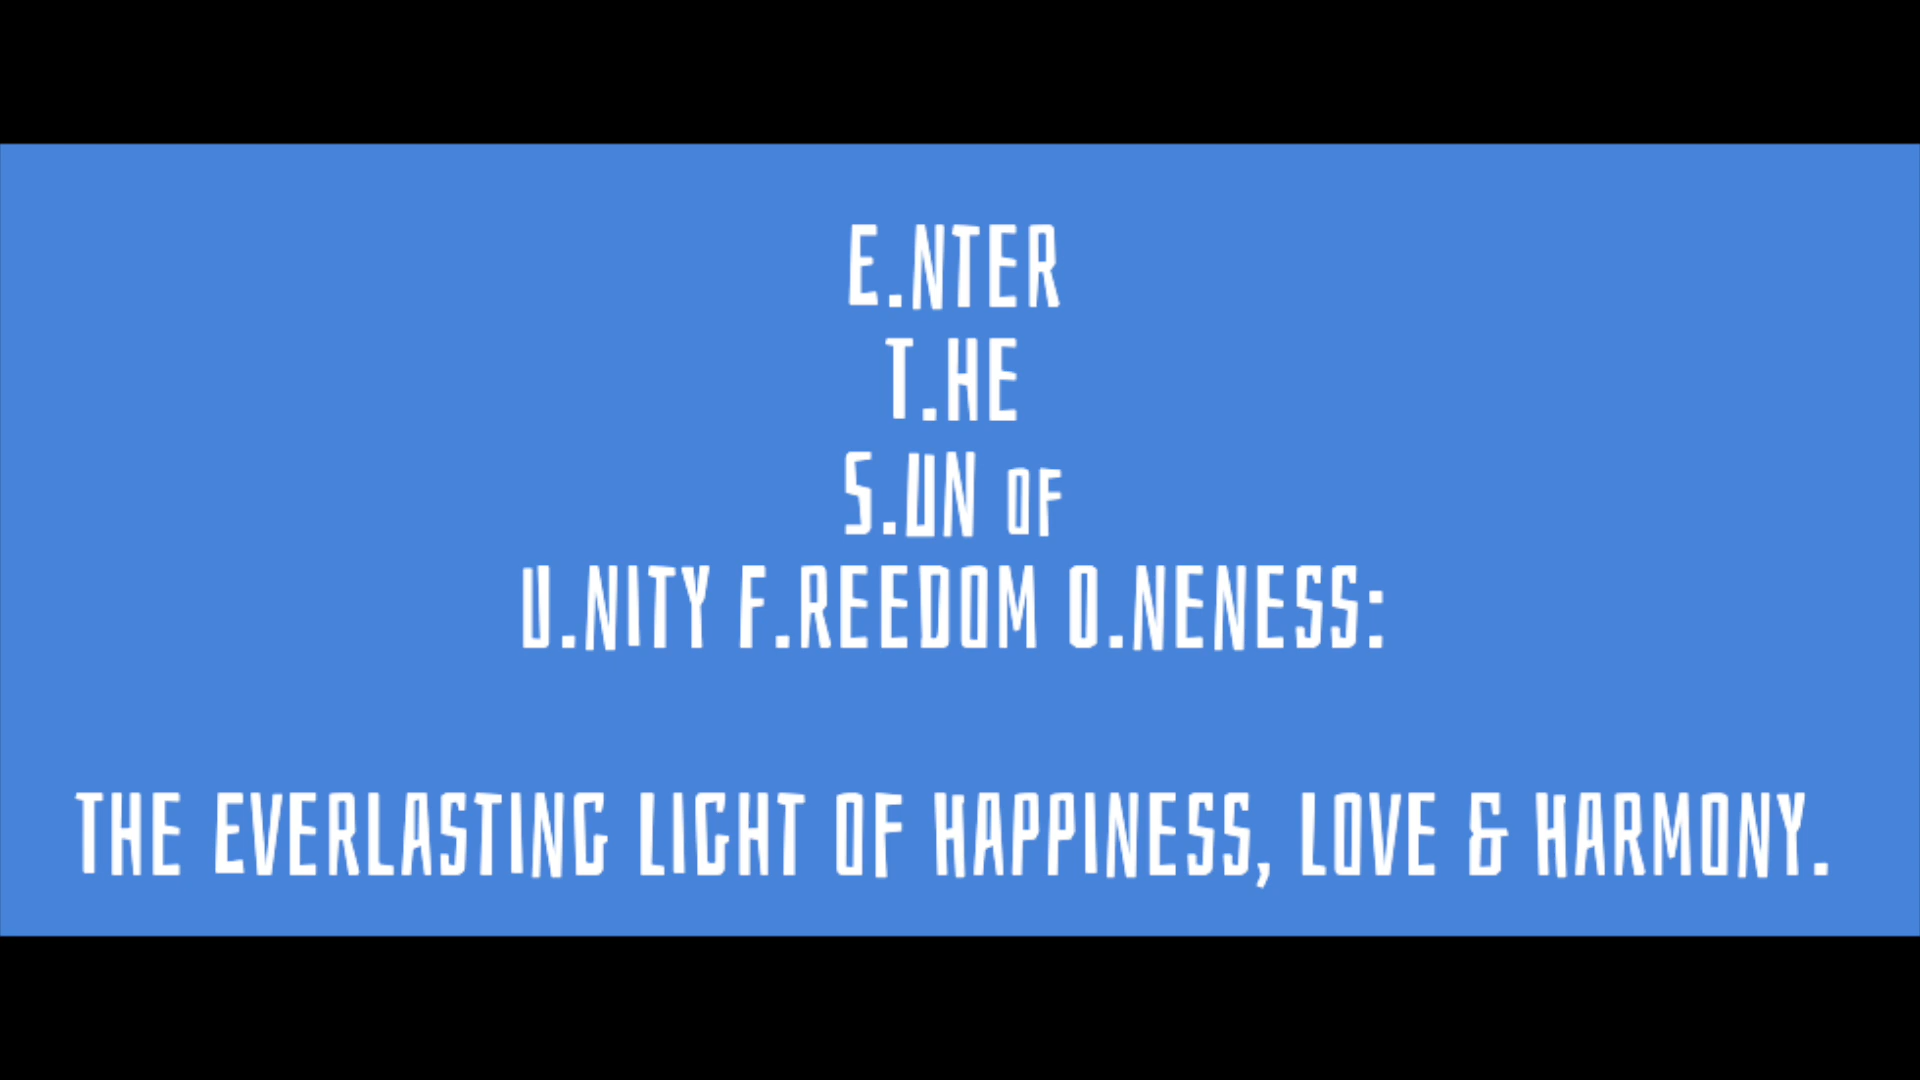 E.NTER
T.HE
S.UN OF
U.NITY F.REEDOM O.NENESS:
THE EVERLASTING LIGHT OF HAPPINESS, LOVE & HARMONY.